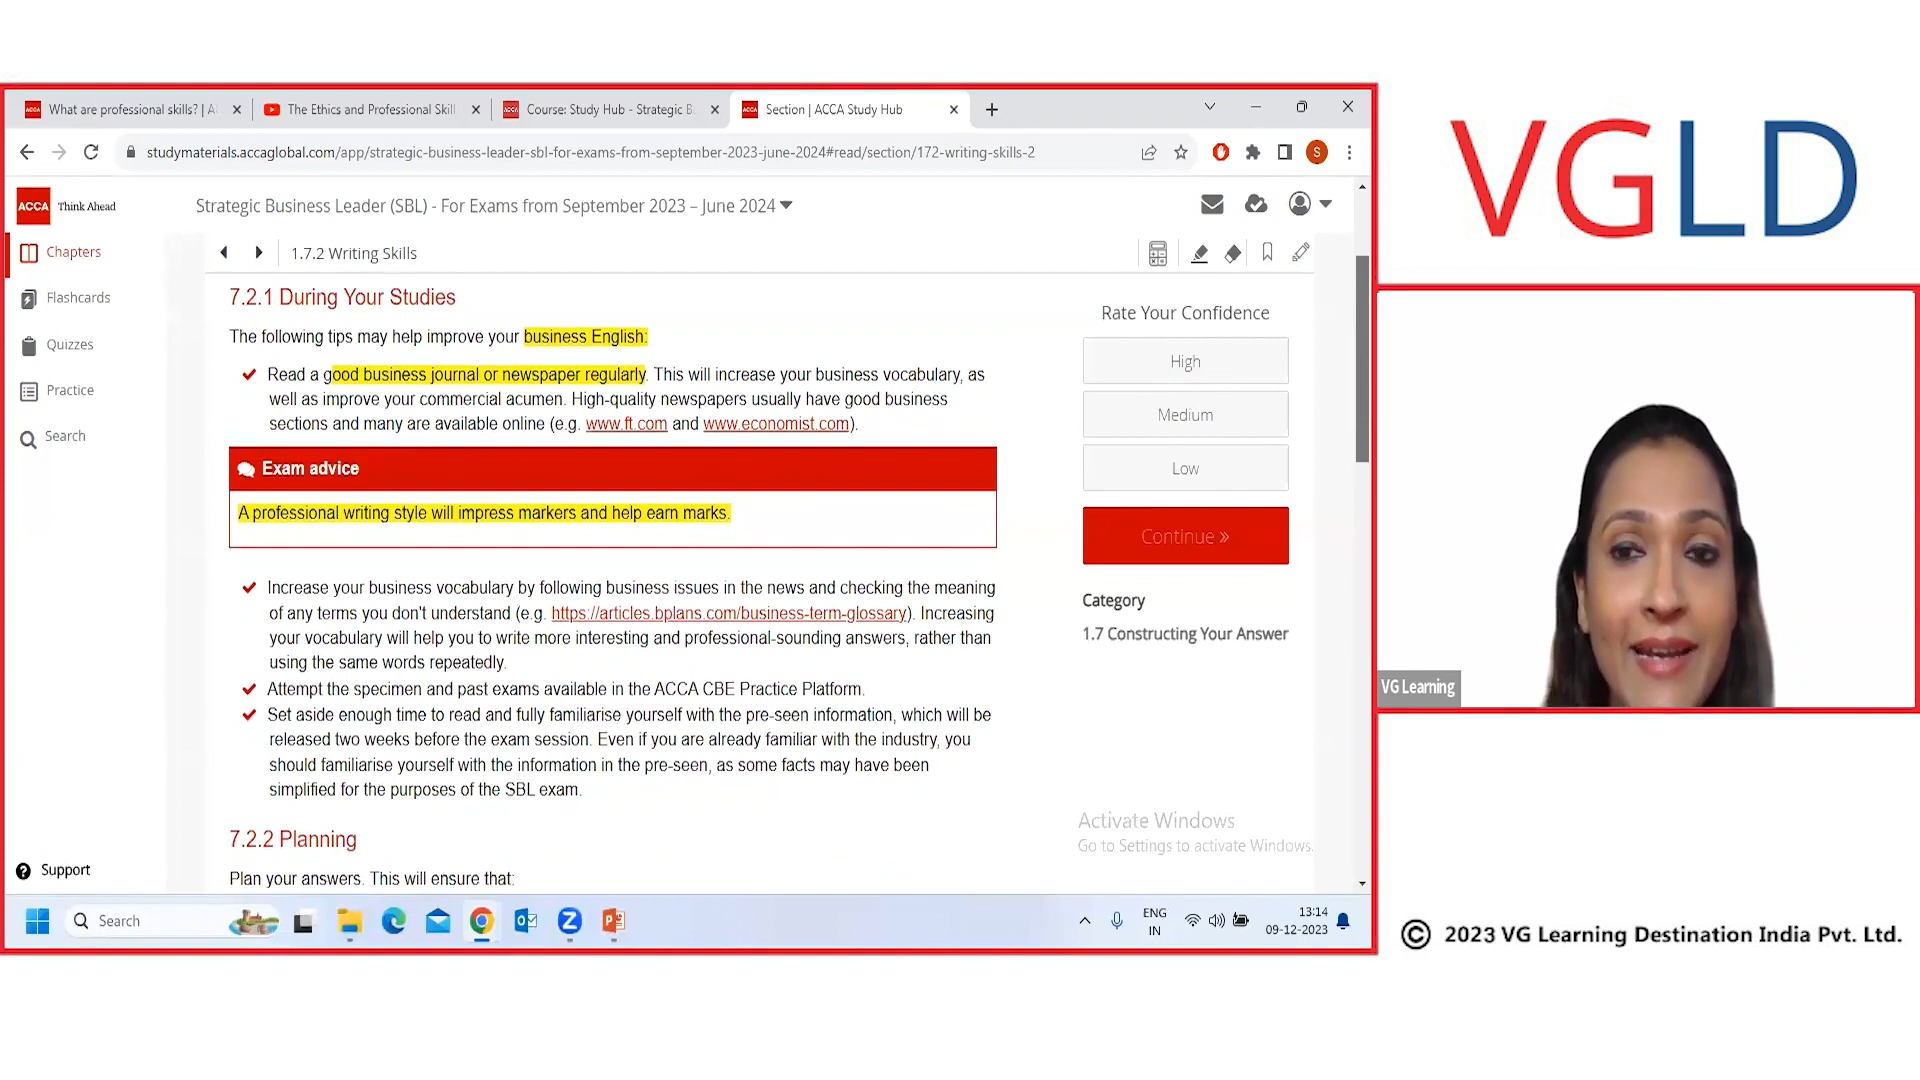 What are professional skills? | A
The Ethics and Professional Skill
Course: Study Hub - Strategic B
Section | ACCA Study Hub
studymaterials.accaglobal.com/app/strategic-business-leader-sbl-for-exams-from-september-2023-june-2024#read/section/172-writing-skills-2
S
ACCA Think Ahead
Strategic Business Leader (SBL) - For Exams from September 2023 – June 2024
Chapters
Flashcards
Quizzes
Practice
Search
Support
1.7.2 Writing Skills
7.2.1 During Your Studies
The following tips may help improve your business English:
Read a good business journal or newspaper regularly. This will increase your business vocabulary, as
well as improve your commercial acumen. High-quality newspapers usually have good business
sections and many are available online (e.g. www.ft.com and www.economist.com).
Exam advice
A professional writing style will impress markers and help earn marks.
Increase your business vocabulary by following business issues in the news and checking the meaning
of any terms you don't understand (e.g. https://articles.bplans.com/business-term-glossary). Increasing
your vocabulary will help you to write more interesting and professional-sounding answers, rather than
using the same words repeatedly.
Attempt the specimen and past exams available in the ACCA CBE Practice Platform.
Set aside enough time to read and fully familiarise yourself with the pre-seen information, which will be
released two weeks before the exam session. Even if you are already familiar with the industry, you
should familiarise yourself with the information in the pre-seen, as some facts may have been
simplified for the purposes of the SBL exam.
7.2.2 Planning
Plan your answers. This will ensure that:
Rate Your Confidence
High
Medium
Low
Continue »
Category
1.7 Constructing Your Answer
Activate Windows
Go to Settings to activate Windows.
Search
ENG
IN
13:14
09-12-2023
VGLD
VG Learning
© 2023 VG Learning Destination India Pvt. Ltd.